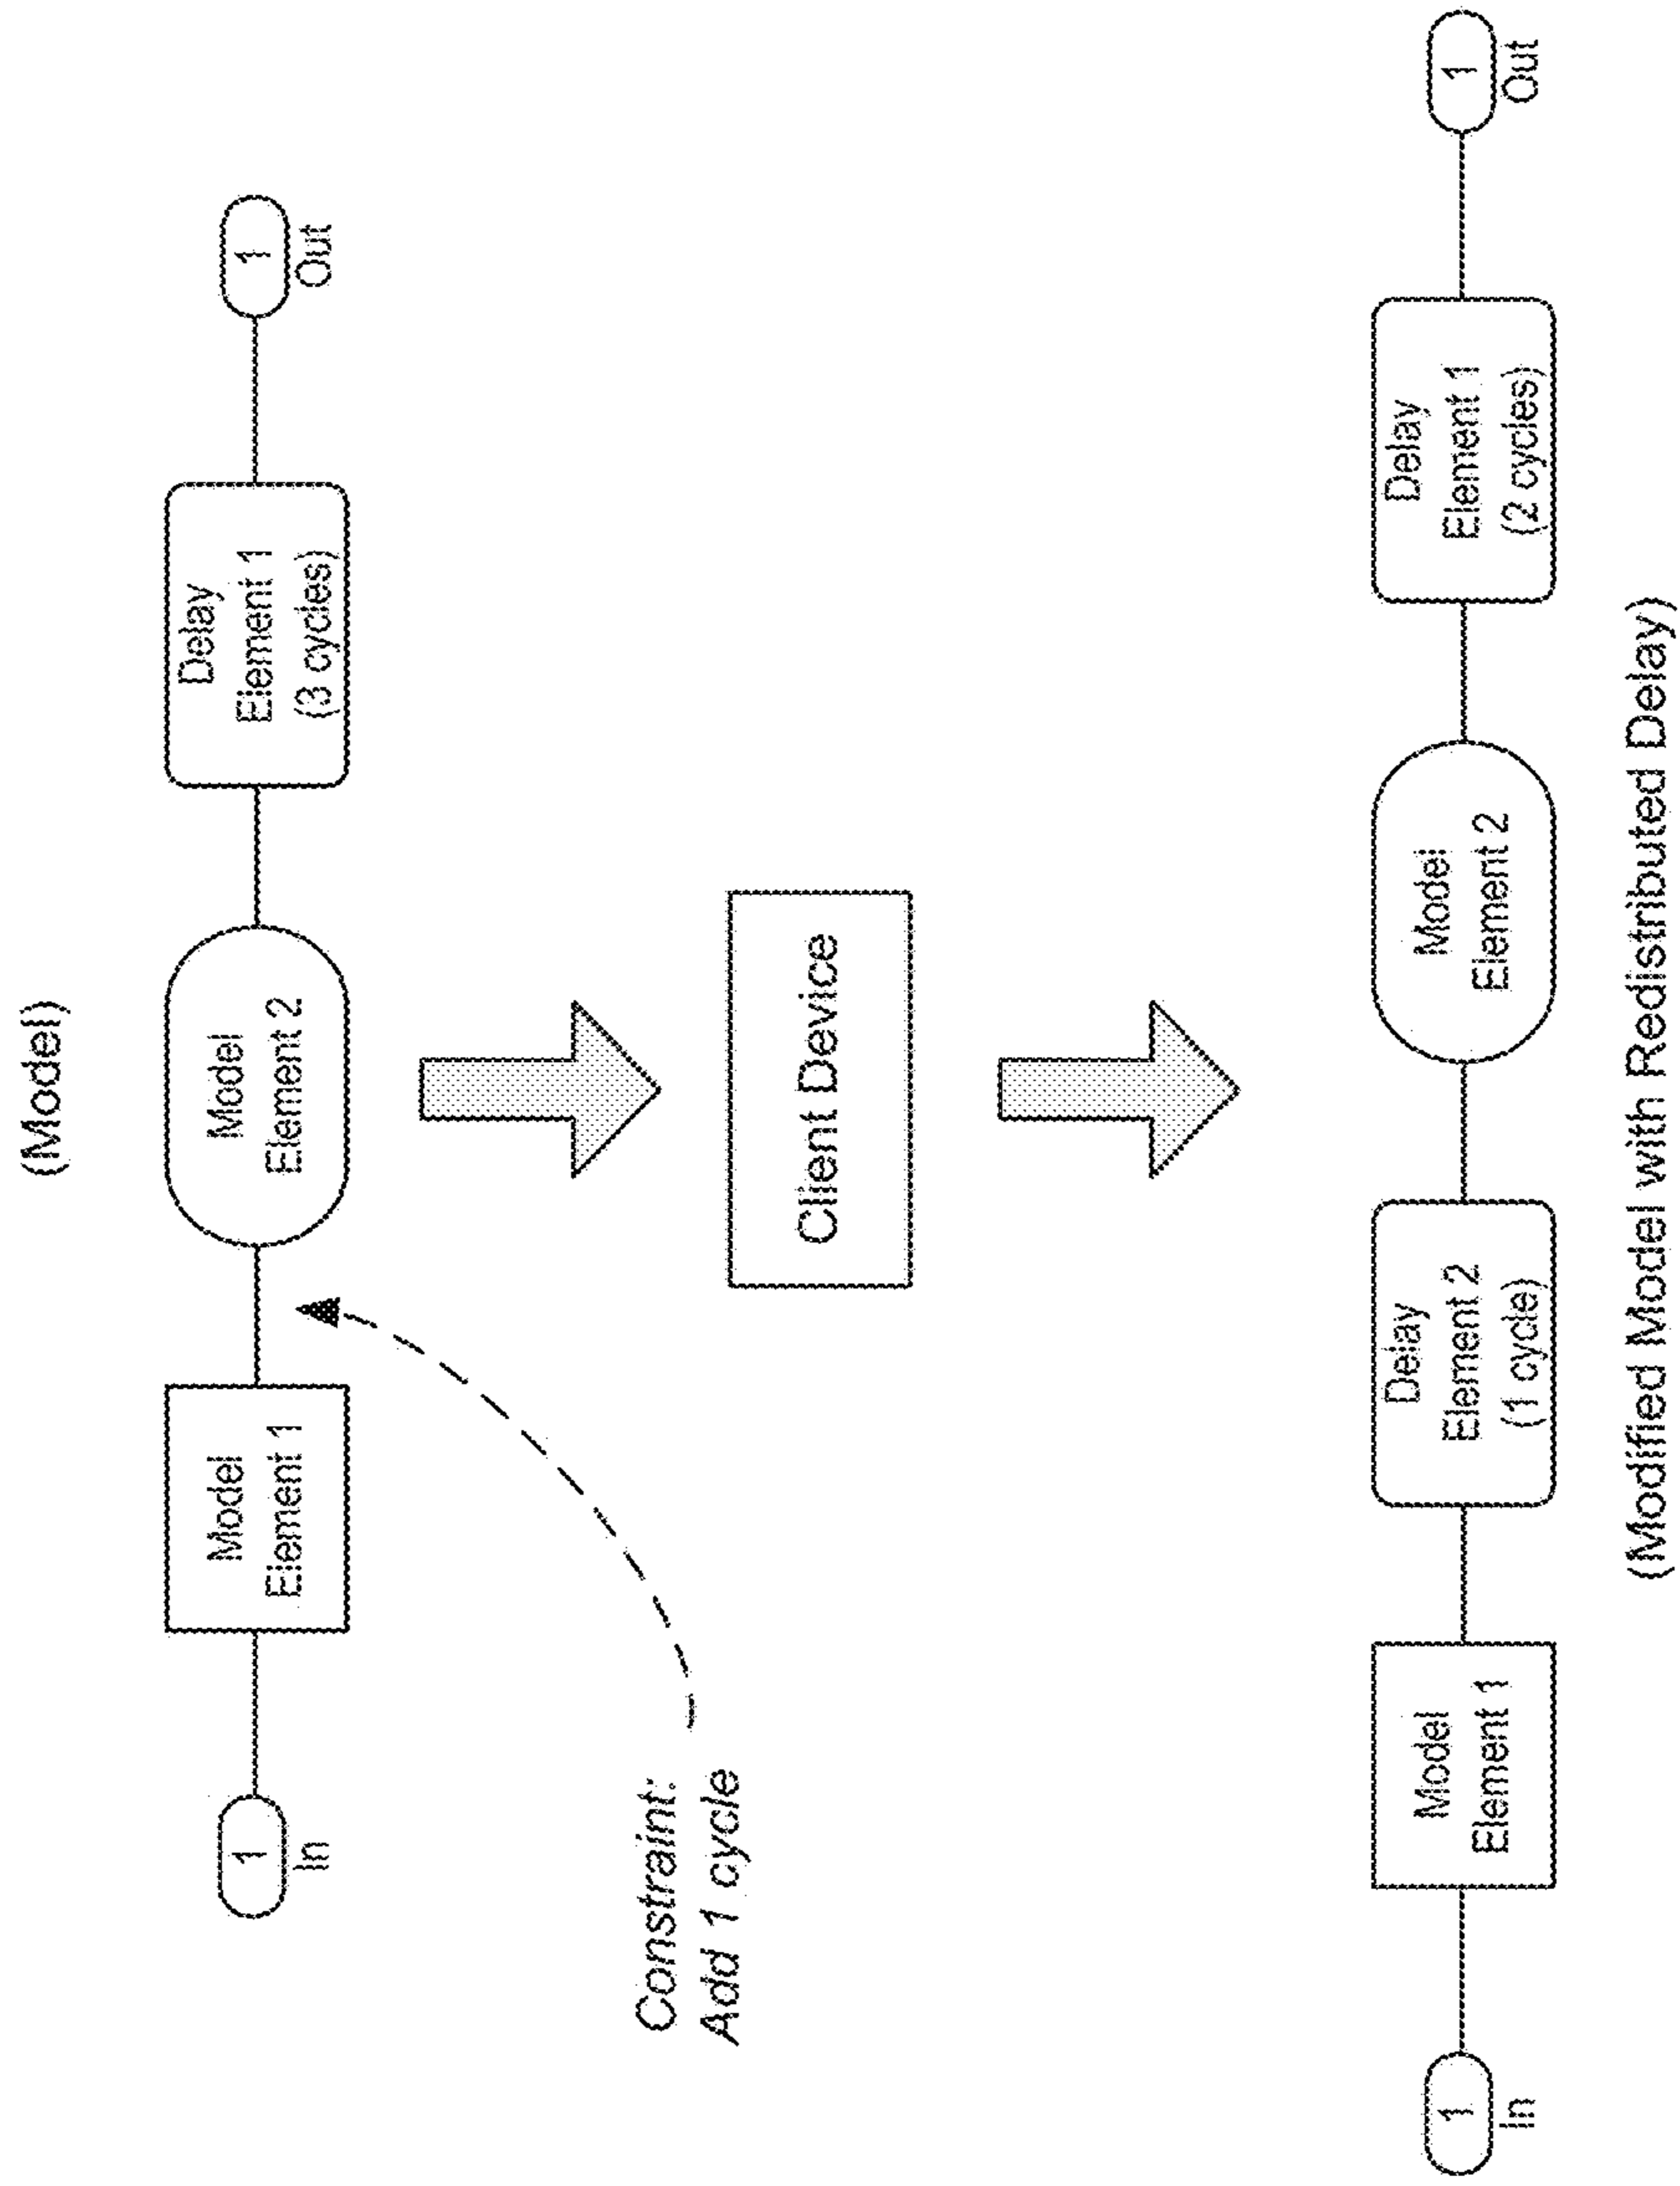 (Model)
1
In
Model
Element 1
Model
Element 2
Delay
Element 1
(3 cycles)
1
Out
Constraint:
Add 1 cycle
Client Device
1
In
Model
Element 1
Delay
Element 2
(1 cycle)
Model
Element 2
Delay
Element 1
(2 cycles)
1
Out
(Modified Model with Redistributed Delay)